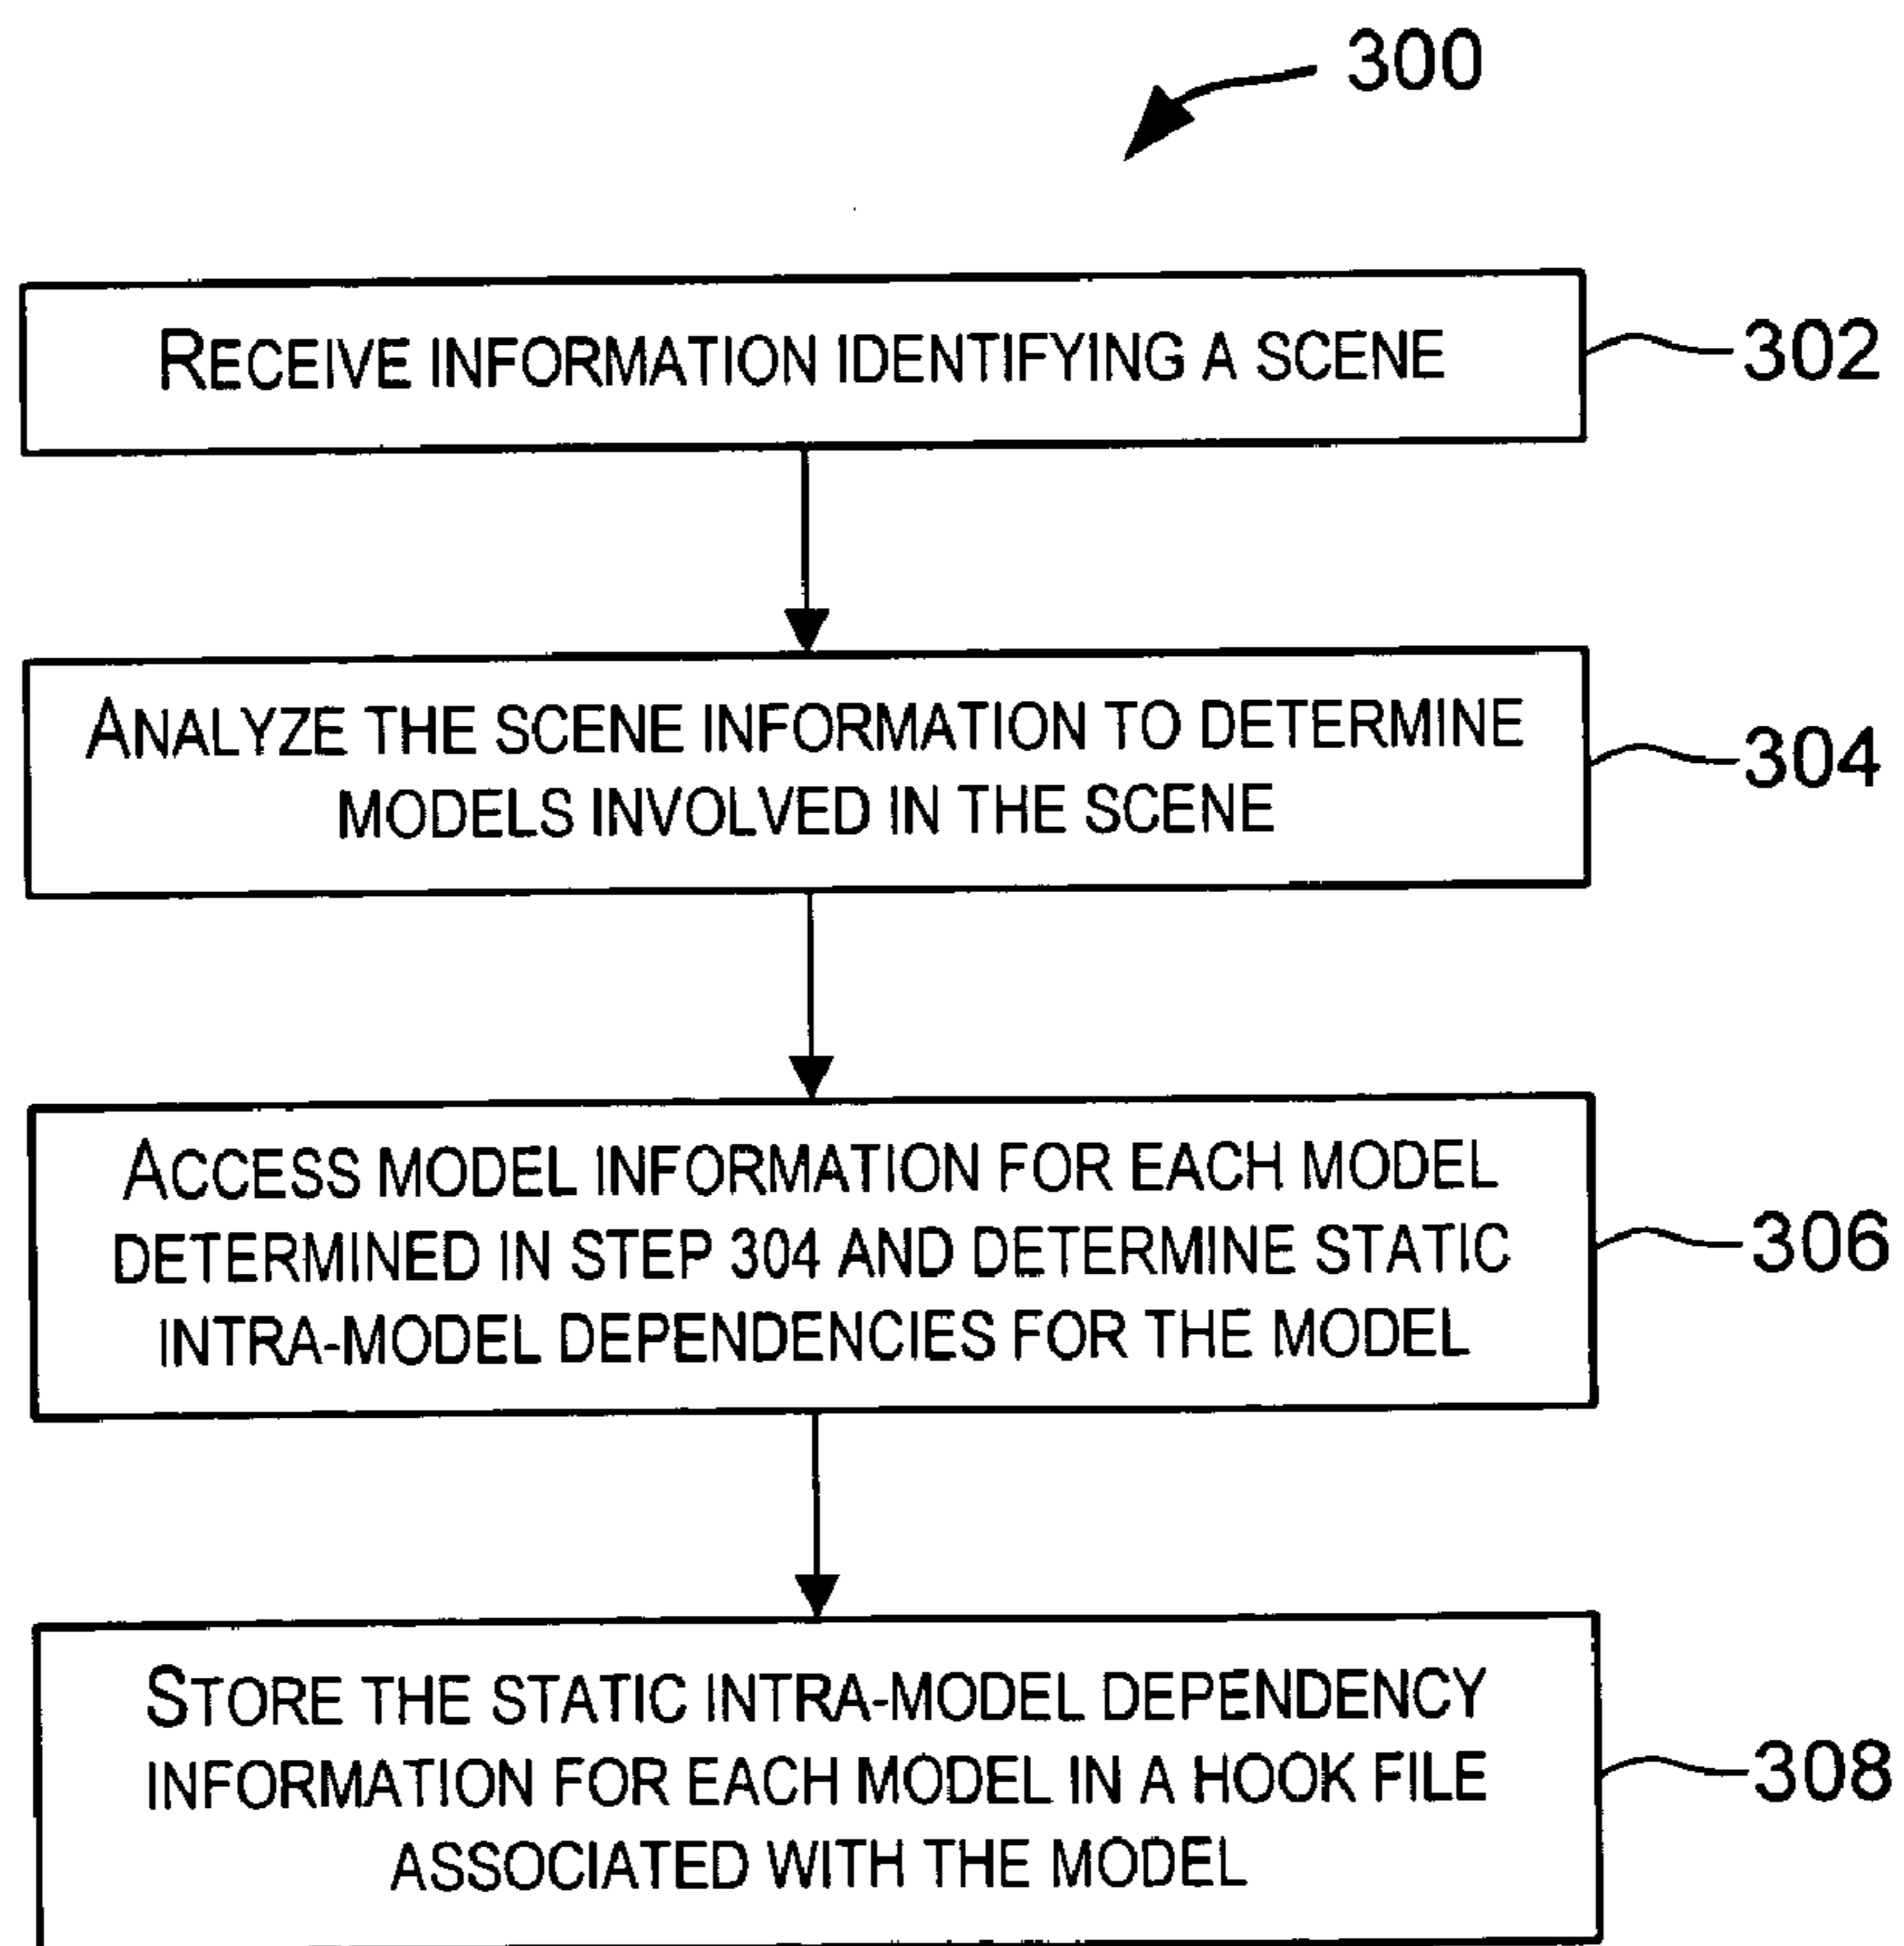 300
RECEIVE INFORMATION IDENTIFYING A SCENE
302
ANALYZE THE SCENE INFORMATION TO DETERMINE
MODELS INVOLVED IN THE SCENE
304
ACCESS MODEL INFORMATION FOR EACH MODEL
DETERMINED IN STEP 304 AND DETERMINE STATIC
INTRA-MODEL DEPENDENCIES FOR THE MODEL
306
STORE THE STATIC INTRA-MODEL DEPENDENCY
INFORMATION FOR EACH MODEL IN A HOOK FILE
ASSOCIATED WITH THE MODEL
308